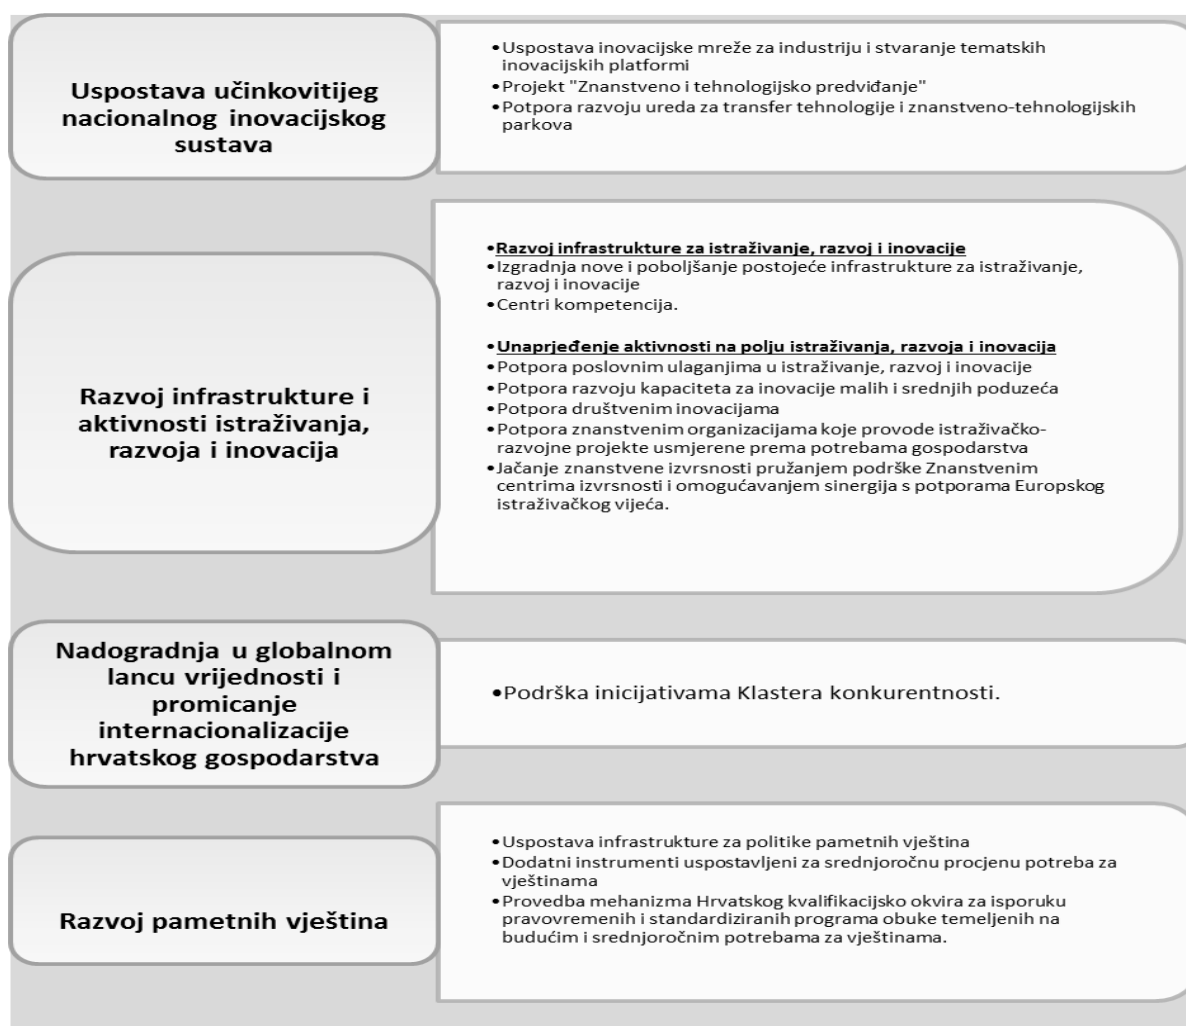 Uspostava učinkovitijeg
nacionalnog inovacijskog
sustava
•Uspostava inovacijske mreže za industriju i stvaranje tematskih
inovacijskih platformi
•Projekt "Znanstveno i tehnologijsko predviđanje"
•Potpora razvoju ureda za transfer tehnologije i znanstveno-tehnologijskih
parkova
Razvoj infrastrukture i
aktivnosti istraživanja,
razvoja i inovacija
•Razvoj infrastrukture za istraživanje, razvoj i inovacije
•Izgradnja nove i poboljšanje postojeće infrastrukture za istraživanje,
razvoj i inovacije
•Centri kompetencija.
•Unaprjeđenje aktivnosti na polju istraživanja, razvoja i inovacija
•Potpora poslovnim ulaganjima u istraživanje, razvoj i inovacije
•Potpora razvoju kapaciteta za inovacije malih i srednjih poduzeća
•Potpora društvenim inovacijama
•Potpora znanstvenim organizacijama koje provode istraživačko-
razvojne projekte usmjerene prema potrebama gospodarstva
•Jačanje znanstvene izvrsnosti pružanjem podrške Znanstvenim
centrima izvrsnosti i omogućavanjem sinergija s potporama Europskog
istraživačkog vijeća.
Nadogradnja u globalnom
lancu vrijednosti i
promicanje
internacionalizacije
hrvatskog gospodarstva
•Podrška inicijativama Klastera konkurentnosti.
Razvoj pametnih vještina
•Uspostava infrastrukture za politike pametnih vještina
•Dodatni instrumenti uspostavljeni za srednjoročnu procjenu potreba za
vještinama
•Provedba mehanizma Hrvatskog kvalifikacijsko okvira za isporuku
pravovremenih i standardiziranih programa obuke temeljenih na
budućim i srednjoročnim potrebama za vještinama.